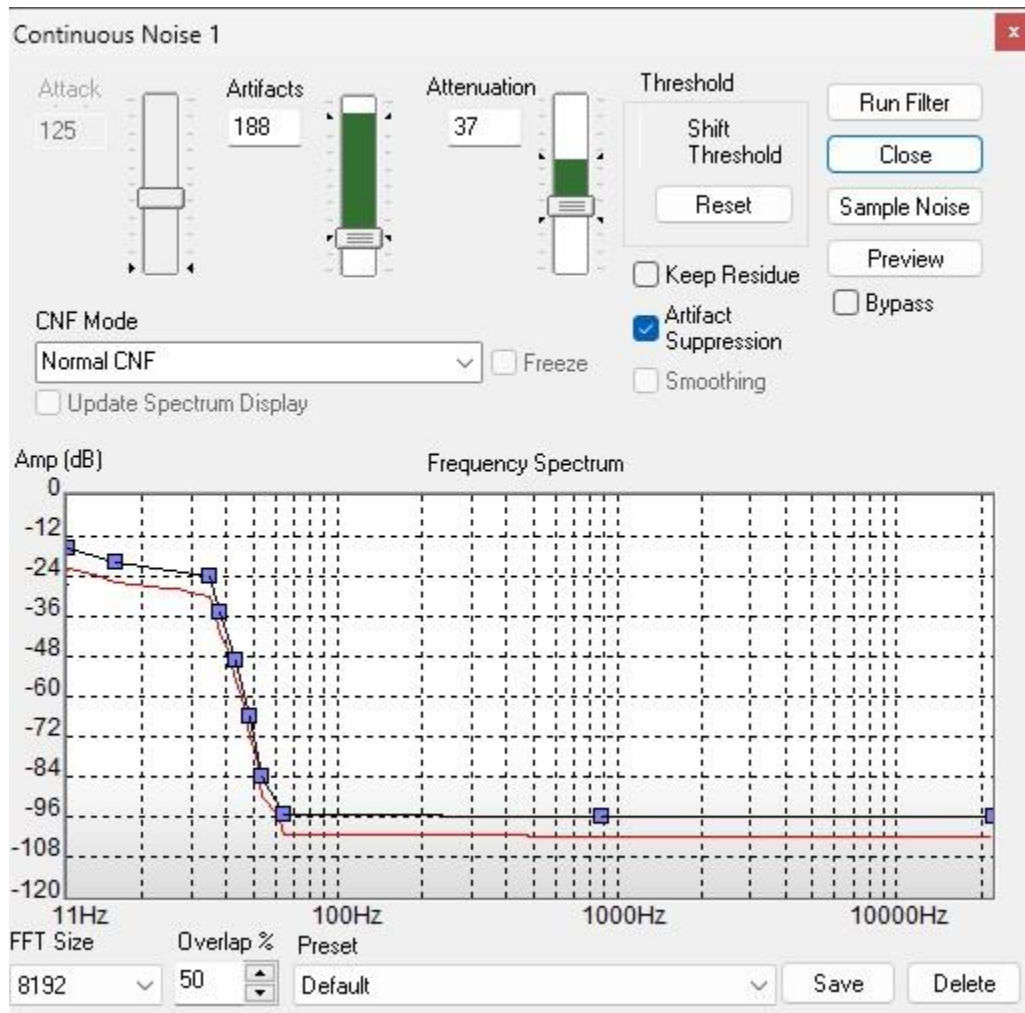 Continuous Noise 1
x
Attack
125
Artifacts
188
Attenuation
37
Threshold
Shift
Threshold
Reset
Run Filter
Close
Sample Noise
Preview
Bypass
Keep Residue
Artifact
Suppression
Smoothing
CNF Mode
Normal CNF
Freeze
Update Spectrum Display
Amp (dB)
Frequency Spectrum
0
-12
-24
-36
-48
-60
-72
-84
-96
-108
-120
11Hz 100Hz 1000Hz 10000Hz
FFT Size
8192
Overlap %
50
Preset
Default
Save
Delete